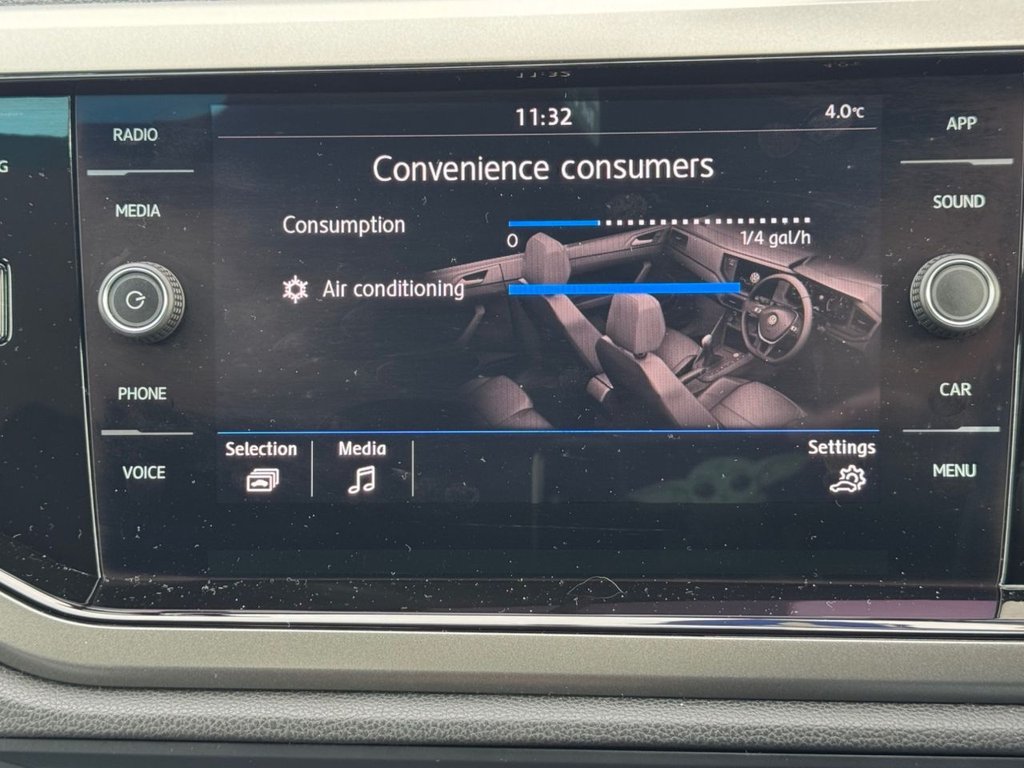 11:32
4.0°C
Convenience consumers
Consumption
0
1/4 gal/h
Air conditioning
Selection
Media
Settings
RADIO
MEDIA
PHONE
VOICE
APP
SOUND
CAR
MENU
G